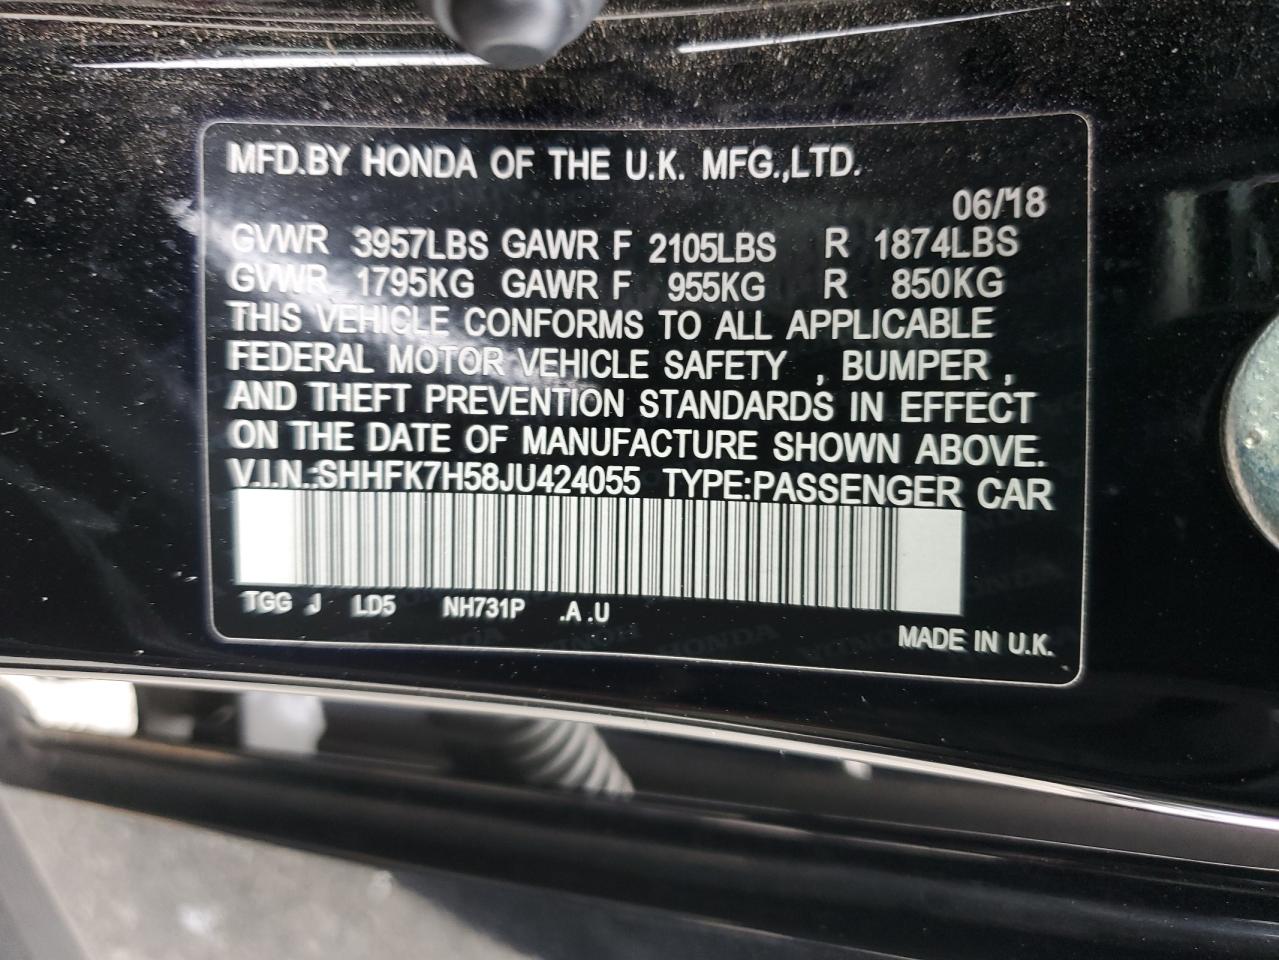 MFD.BY HONDA OF THE U.K. MFG.,LTD.
06/18
GVWR 3957LBS GAWR F 2105LBS R 1874LBS
GVWR 1795KG GAWR F 955KG R 850KG
THIS VEHICLE CONFORMS TO ALL APPLICABLE
FEDERAL MOTOR VEHICLE SAFETY , BUMPER ,
AND THEFT PREVENTION STANDARDS IN EFFECT
ON THE DATE OF MANUFACTURE SHOWN ABOVE.
V.I.N.:SHHFK7H58JU424055 TYPE:PASSENGER CAR
TGG J LD5 NH731P .A .U
HONDA
MADE IN U.K.